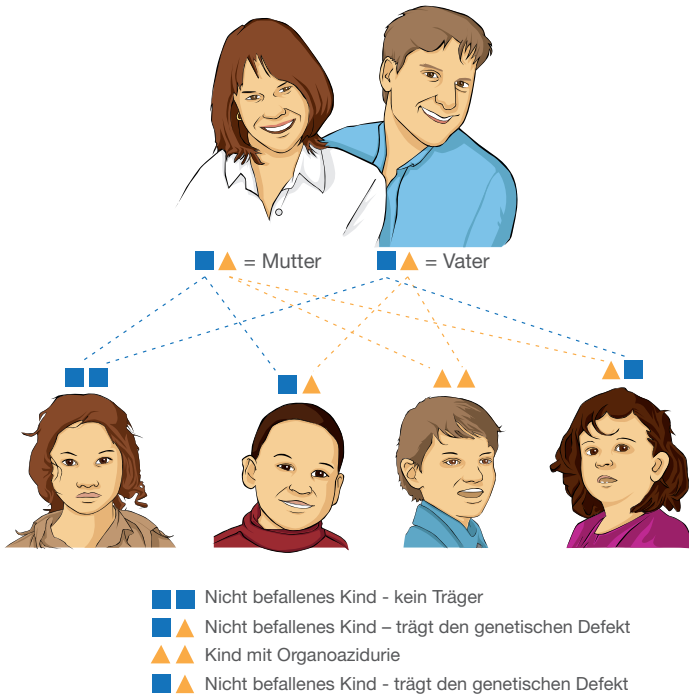 = Mutter = Vater
Nicht befallenes Kind - kein Träger
Nicht befallenes Kind – trägt den genetischen Defekt
Kind mit Organoazidurie
Nicht befallenes Kind - trägt den genetischen Defekt